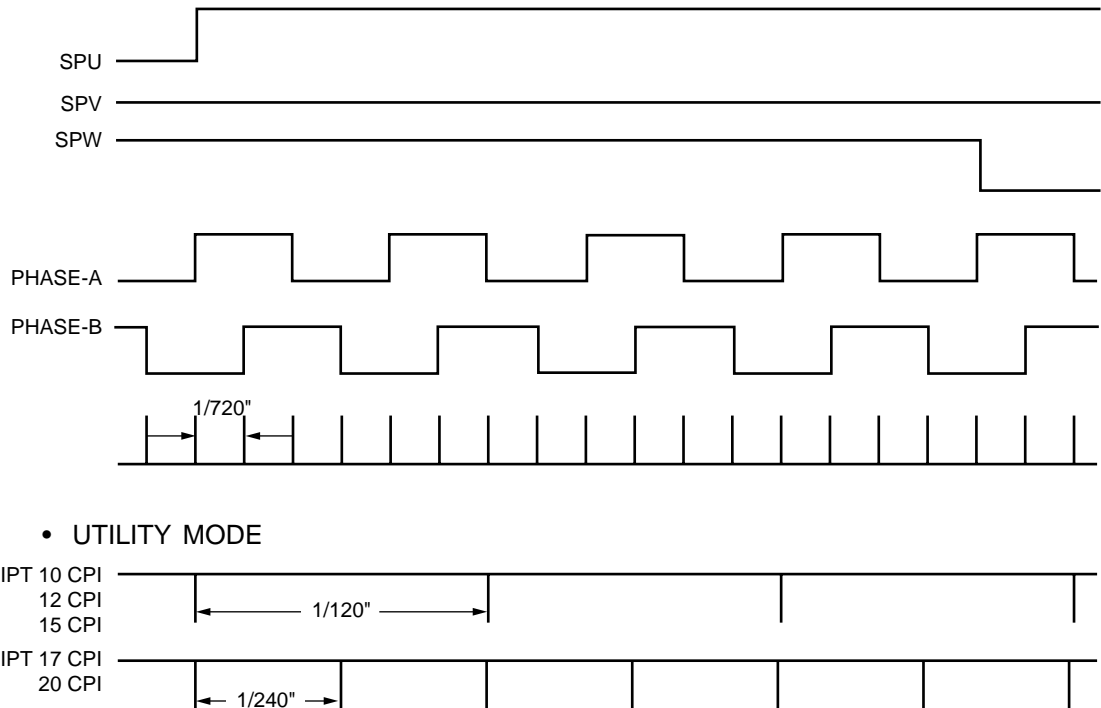 SPU
SPV
SPW
PHASE-A
PHASE-B
1/720"
• UTILITY MODE
IPT 10 CPI
12 CPI
15 CPI
1/120"
IPT 17 CPI
20 CPI
1/240"